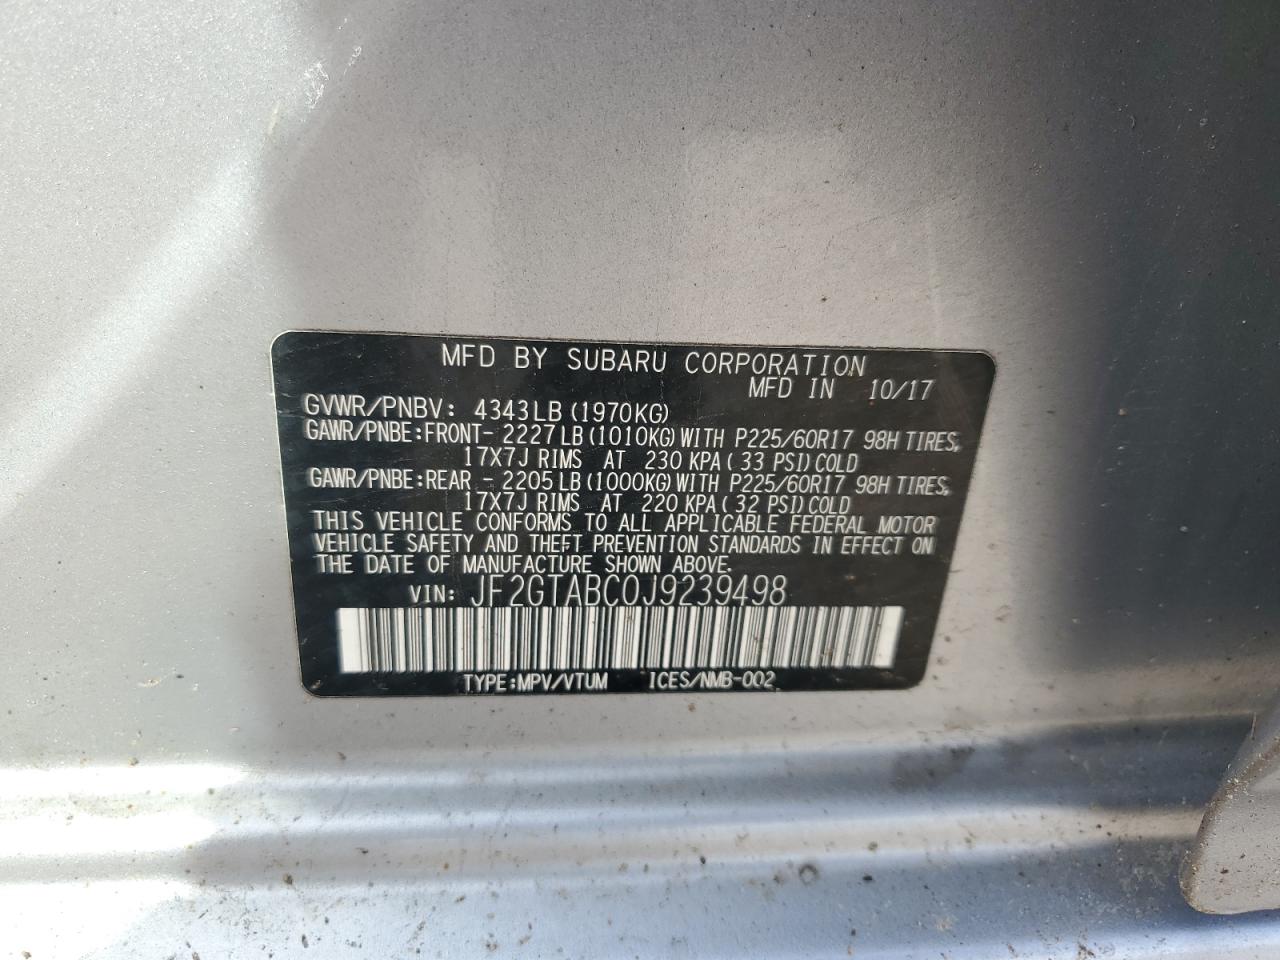 MFD BY SUBARU CORPORATION
MFD IN 10/17
GVWR/PNBV: 4343LB (1970KG)
GAWR/PNBE:FRONT- 2227 LB (1010KG) WITH P225/60R17 98H TIRES,
17X7J RIMS AT 230 KPA ( 33 PSI) COLD
GAWR/PNBE:REAR - 2205 LB (1000KG) WITH P225/60R17 98H TIRES,
17X7J RIMS AT 220 KPA ( 32 PSI) COLD
THIS VEHICLE CONFORMS TO ALL APPLICABLE FEDERAL MOTOR
VEHICLE SAFETY AND THEFT PREVENTION STANDARDS IN EFFECT ON
THE DATE OF MANUFACTURE SHOWN ABOVE.
VIN: JF2GTABC0J9239498
TYPE:MPV/VTUM ICES/NMB-002